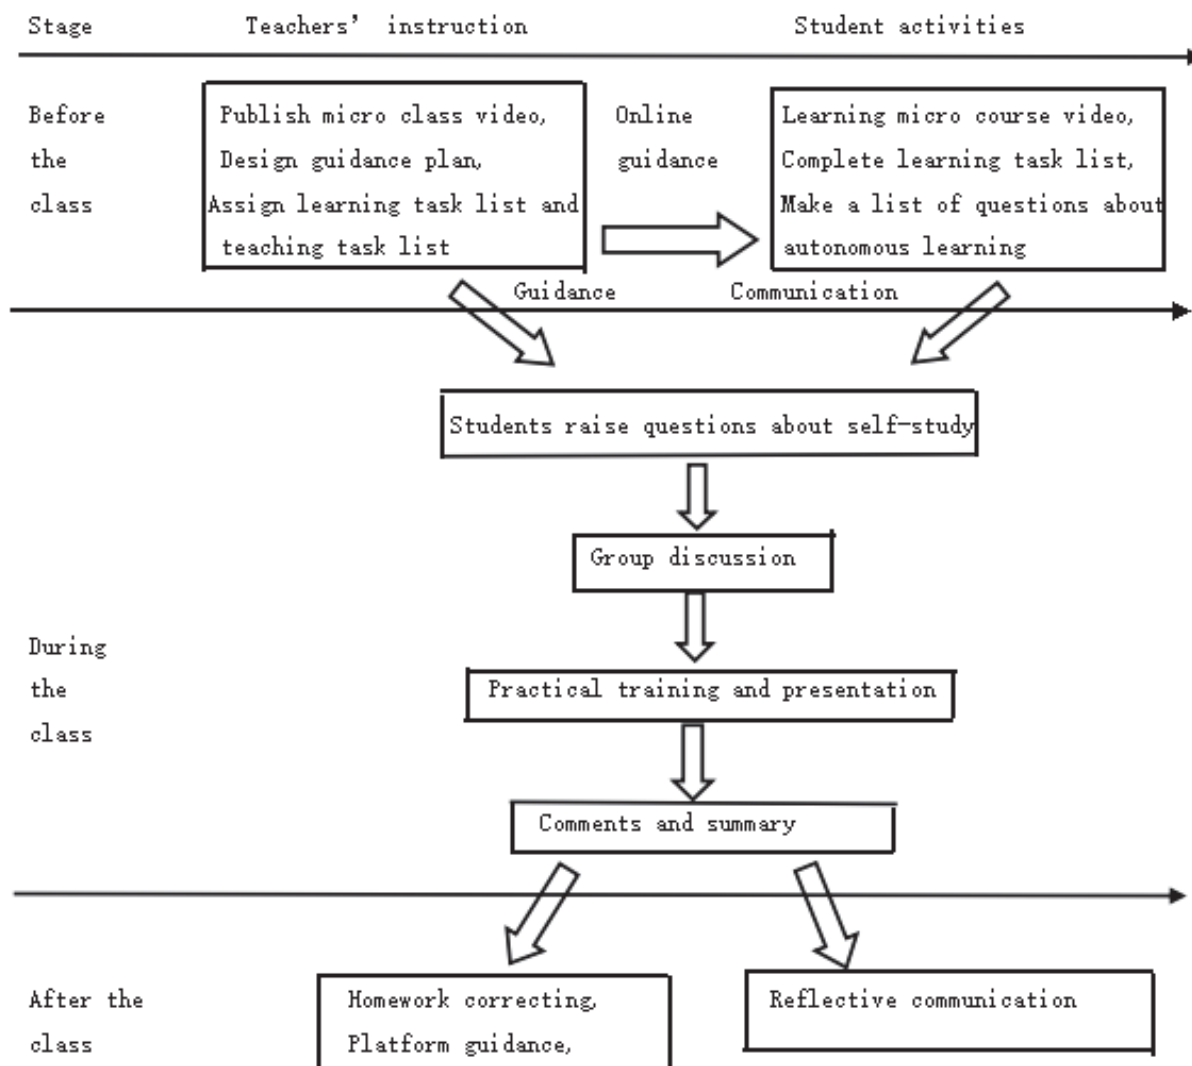 Stage
Teachers' instruction
Student activities
Before
the
class
Publish micro class video,
Design guidance plan,
Assign learning task list and
teaching task list
Online
guidance
Learning micro course video,
Complete learning task list,
Make a list of questions about
autonomous learning
Guidance
Communication
Students raise questions about self-study
Group discussion
During
the
class
Practical training and presentation
Comments and summary
After the
class
Homework correcting,
Platform guidance,
Reflective communication